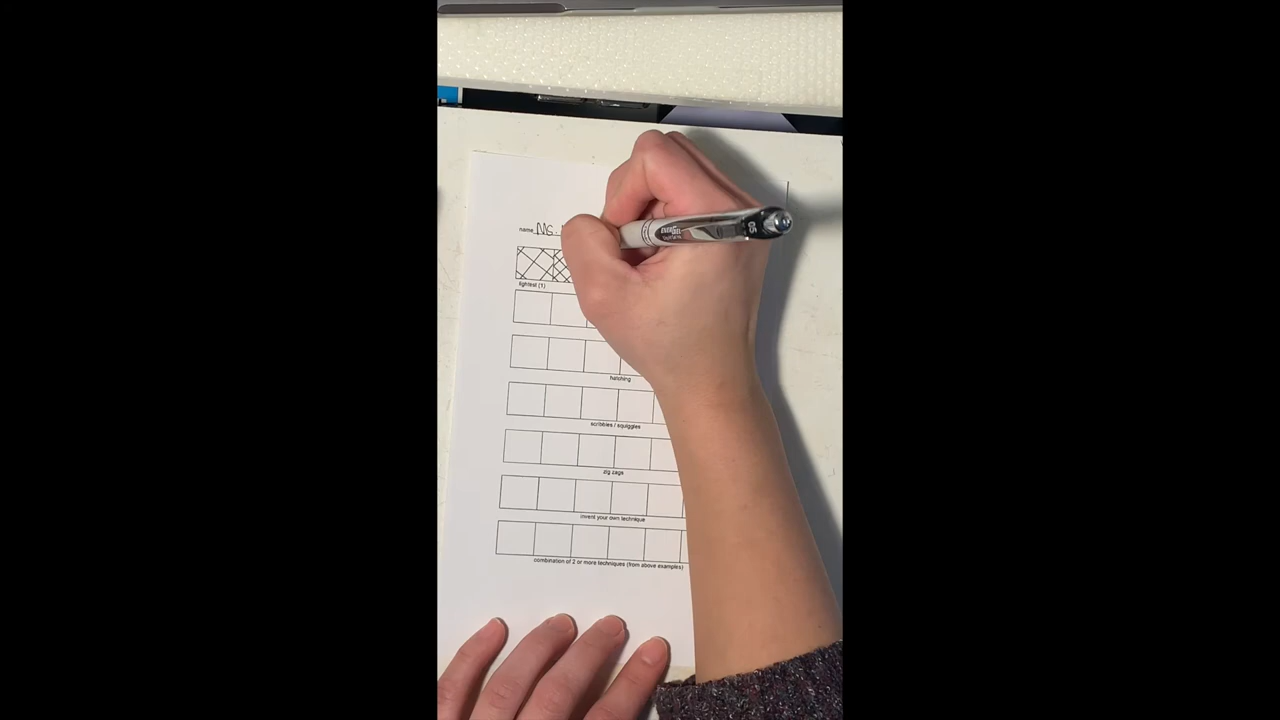 name Ms.
lightest (1)
hatching
scribbles / squiggles
zig zags
invent your own technique
combination of 2 or more techniques (from above examples)
ENERGEL
05